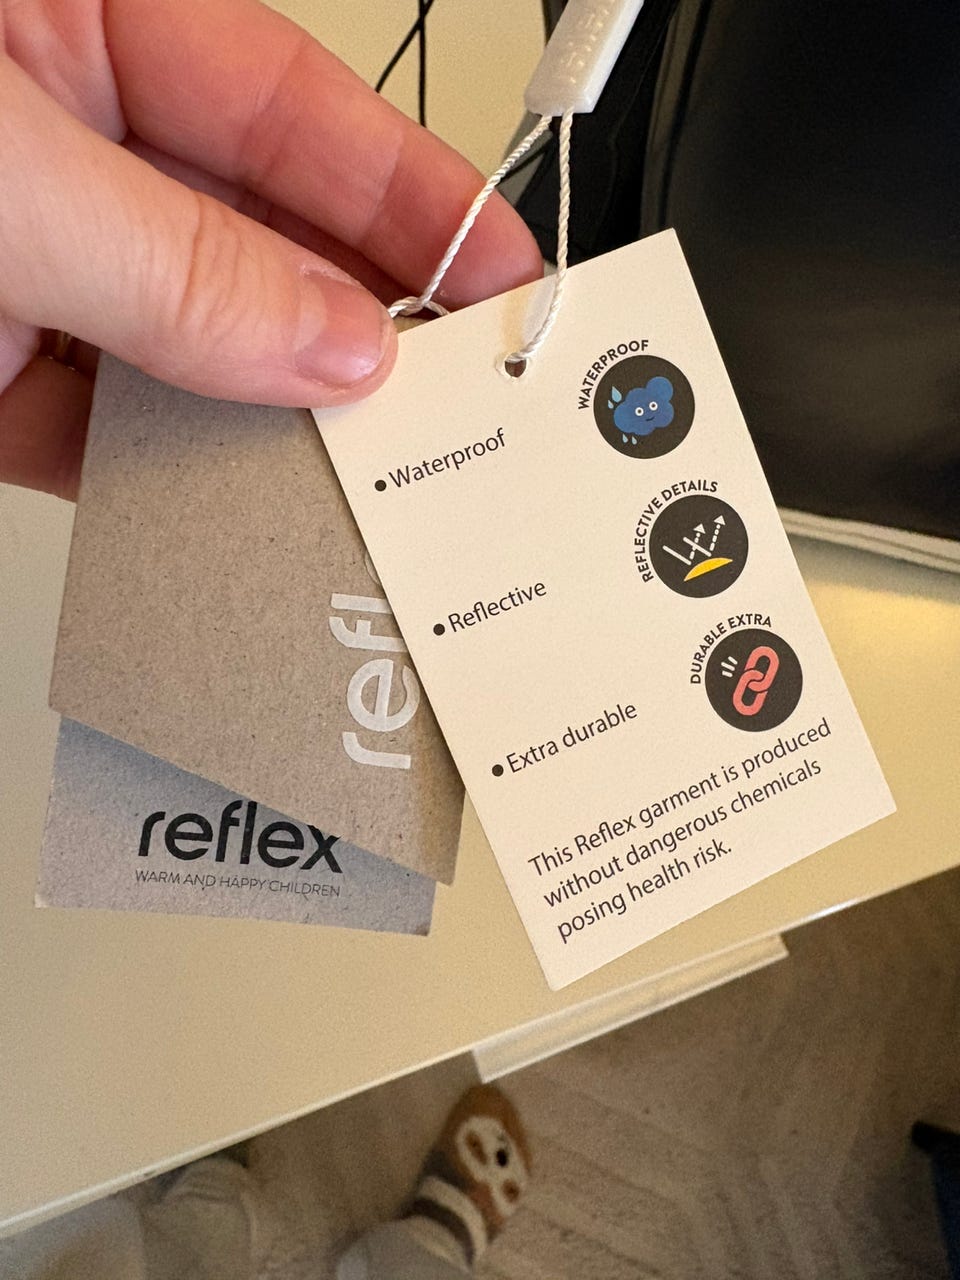 WATERPROOF
• Waterproof
REFLECTIVE DETAILS
• Reflective
DURABLE EXTRA
• Extra durable
This Reflex garment is produced
without dangerous chemicals
posing health risk.
refl
reflex
WARM AND HAPPY CHILDREN